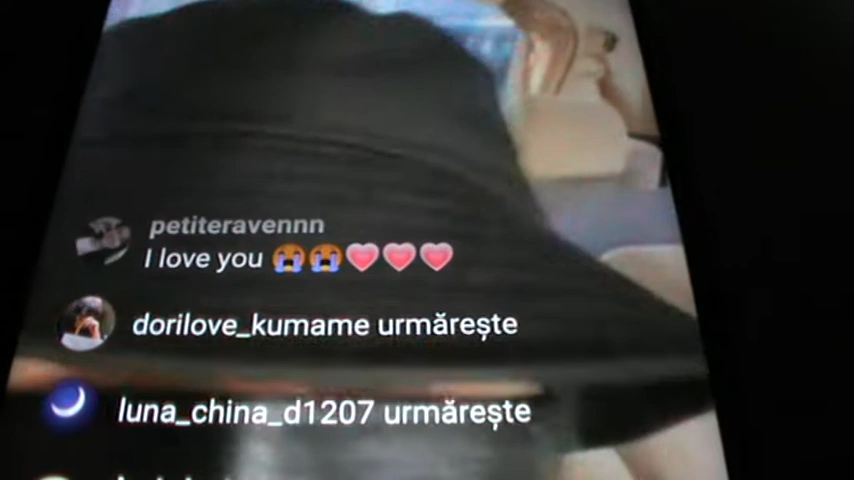 petiteravennn
I love you 😭😭💗💗💗
dorilove_kumame urmărește
luna_china_d1207 urmărește